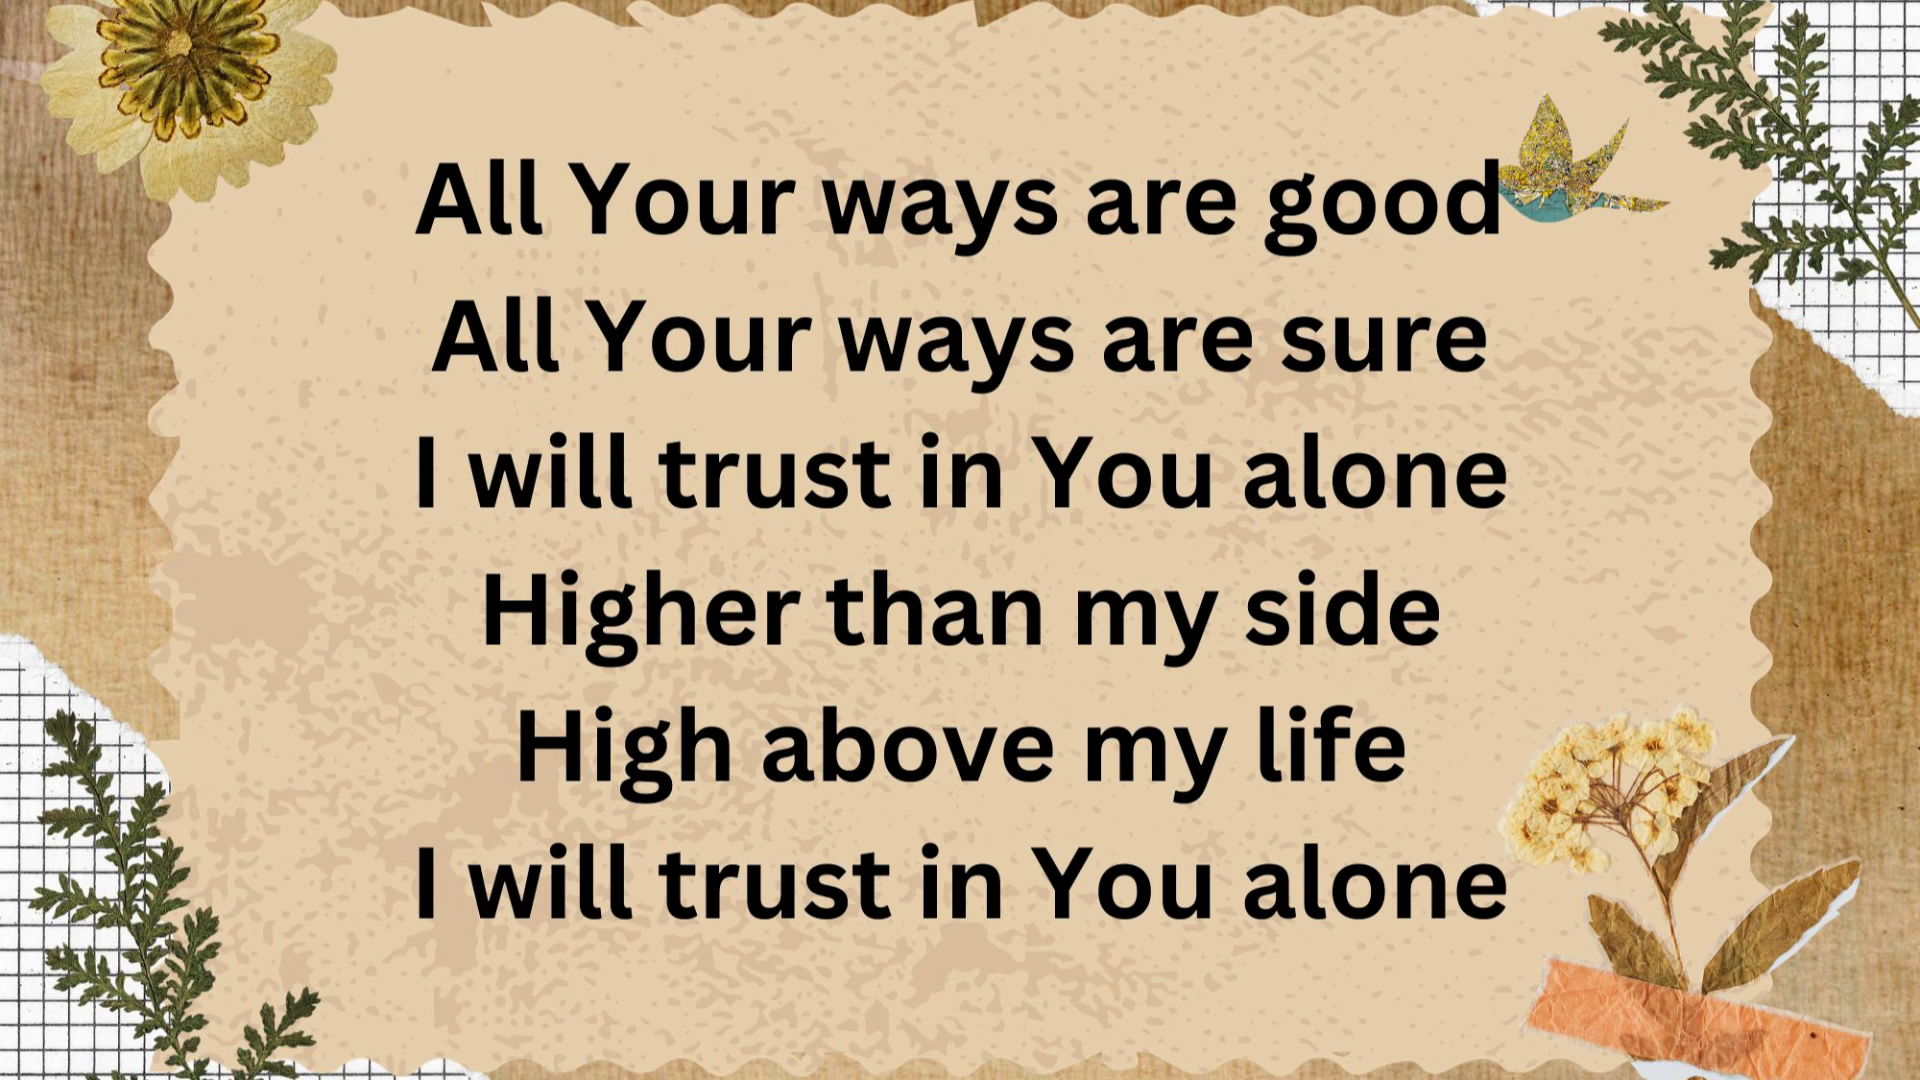 All Your ways are good
All Your ways are sure
I will trust in You alone
Higher than my side
High above my life
I will trust in You alone